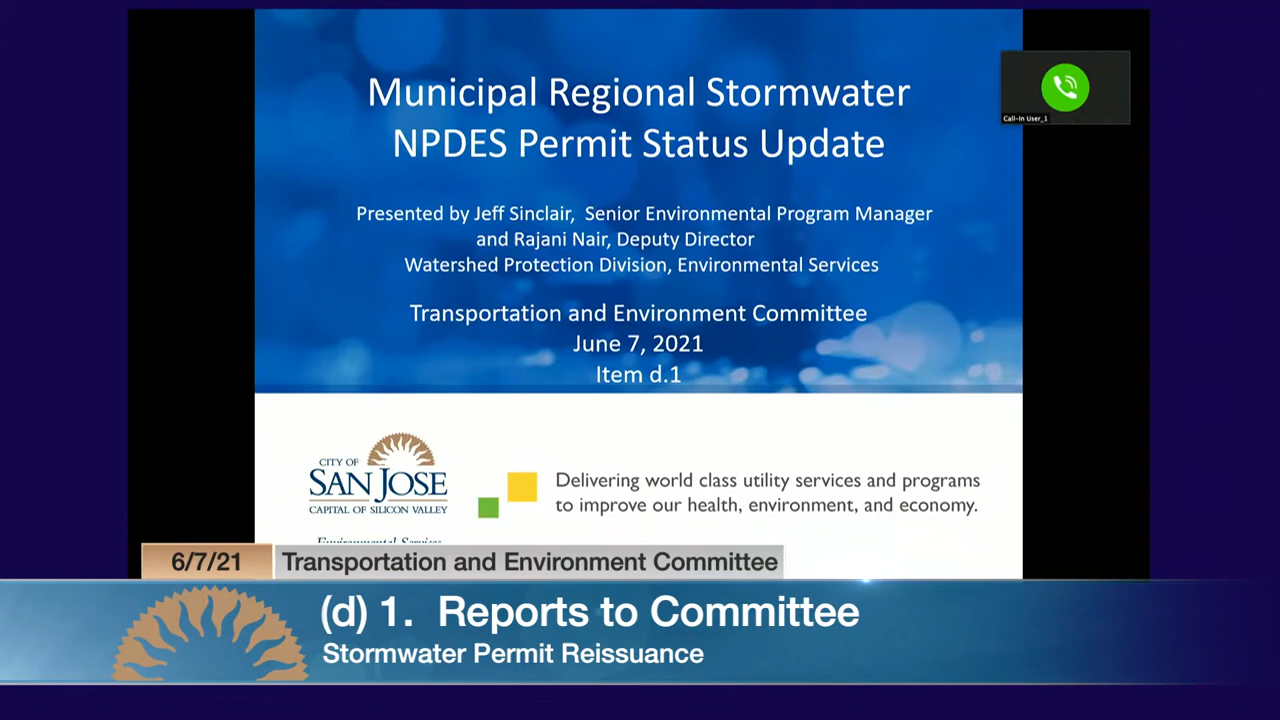 Municipal Regional Stormwater
NPDES Permit Status Update
Call-In User_1
Presented by Jeff Sinclair, Senior Environmental Program Manager
and Rajani Nair, Deputy Director
Watershed Protection Division, Environmental Services
Transportation and Environment Committee
June 7, 2021
Item d.1
CITY OF
SAN JOSE
CAPITAL OF SILICON VALLEY
Environmental Services
Delivering world class utility services and programs
to improve our health, environment, and economy.
6/7/21 Transportation and Environment Committee
(d) 1. Reports to Committee
Stormwater Permit Reissuance